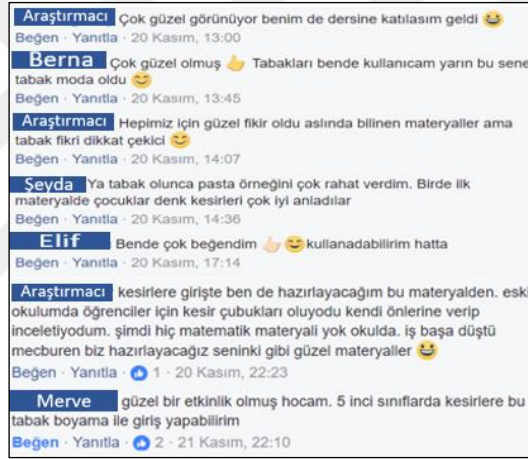 Araştırmacı Çok güzel görünüyor benim de dersine katılasım geldi 😂
Beğen · Yanıtla · 20 Kasım, 13:00
Berna Çok güzel olmuş 👍 Tabakları bende kullanıcam yarın bu sene
tabak moda oldu 😊
Beğen · Yanıtla · 20 Kasım, 13:45
Araştırmacı Hepimiz için güzel fikir oldu aslında bilinen materyaller ama
tabak fikri dikkat çekici 😊
Beğen · Yanıtla · 20 Kasım, 14:07
Şeyda Ya tabak olunca pasta örneğini çok rahat verdim. Birde ilk
materyalde çocuklar denk kesirleri çok iyi anladılar
Beğen · Yanıtla · 20 Kasım, 14:36
Elif Bende çok beğendim 👍🏻😊kullanadabilirim hatta
Beğen · Yanıtla · 20 Kasım, 17:14
Araştırmacı kesirlere girişte ben de hazırlayacağım bu materyalden. eski
okulumda öğrenciler için kesir çubukları oluyodu kendi önlerine verip
inceletiyodum. şimdi hiç matematik materyali yok okulda. iş başa düştü
mecburen biz hazırlayacağız seninki gibi güzel materyaller 😃
Beğen · Yanıtla · 1 · 20 Kasım, 22:23
Merve güzel bir etkinlik olmuş hocam. 5 inci sınıflarda kesirlere bu
tabak boyama ile giriş yapabilirim
Beğen · Yanıtla · 2 · 21 Kasım, 22:10